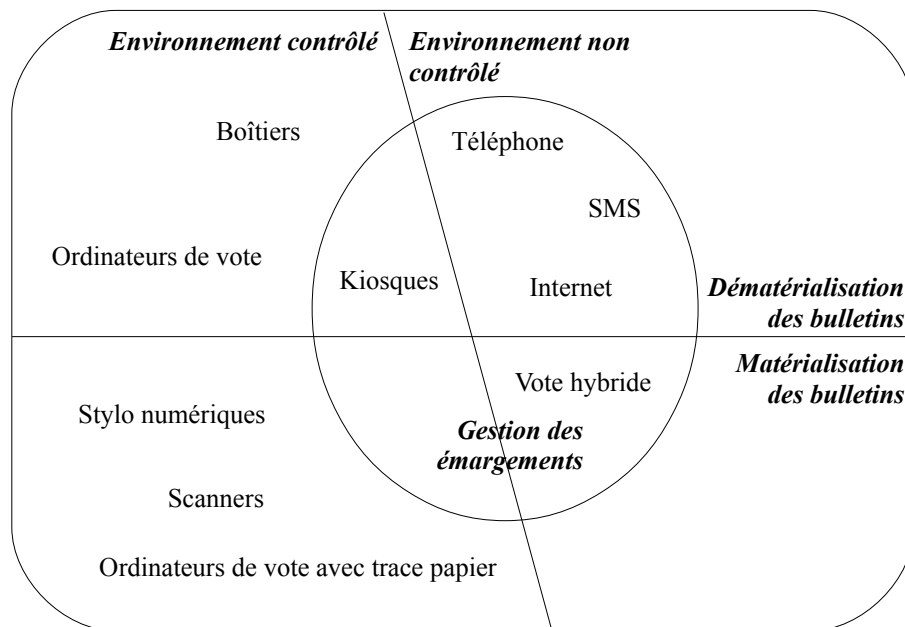 Environnement contrôlé
Environnement non
contrôlé
Boîtiers
Téléphone
SMS
Ordinateurs de vote
Kiosques
Internet
Dématérialisation
des bulletins
Matérialisation
des bulletins
Vote hybride
Stylo numériques
Gestion des
émargements
Scanners
Ordinateurs de vote avec trace papier